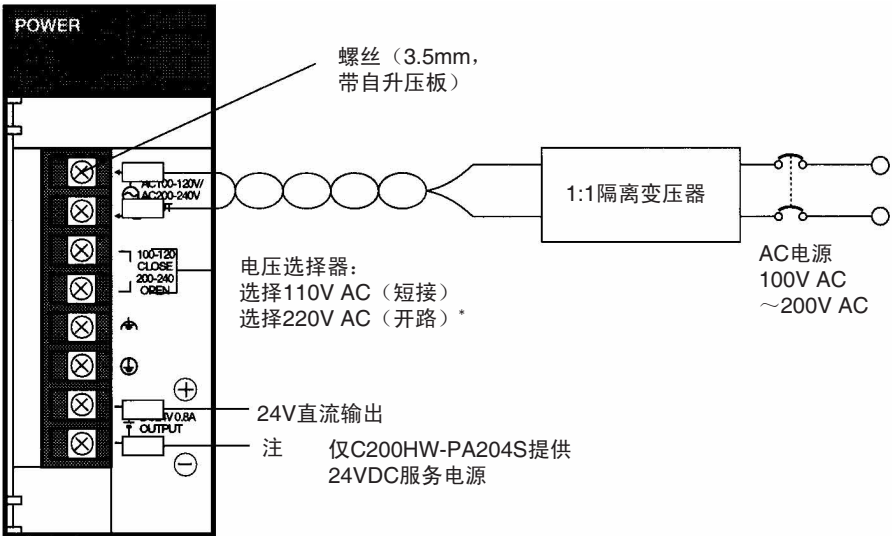 POWER
螺丝（3.5mm，
带自升压板）
AC100-120V/
AC200-240V
1:1隔离变压器
AC电源
100V AC
～200V AC
100-120
CLOSE
200-240
OPEN
电压选择器：
选择110V AC（短接）
选择220V AC（开路）*
24V 0.8A
OUTPUT
24V直流输出
注 仅C200HW-PA204S提供
24VDC服务电源